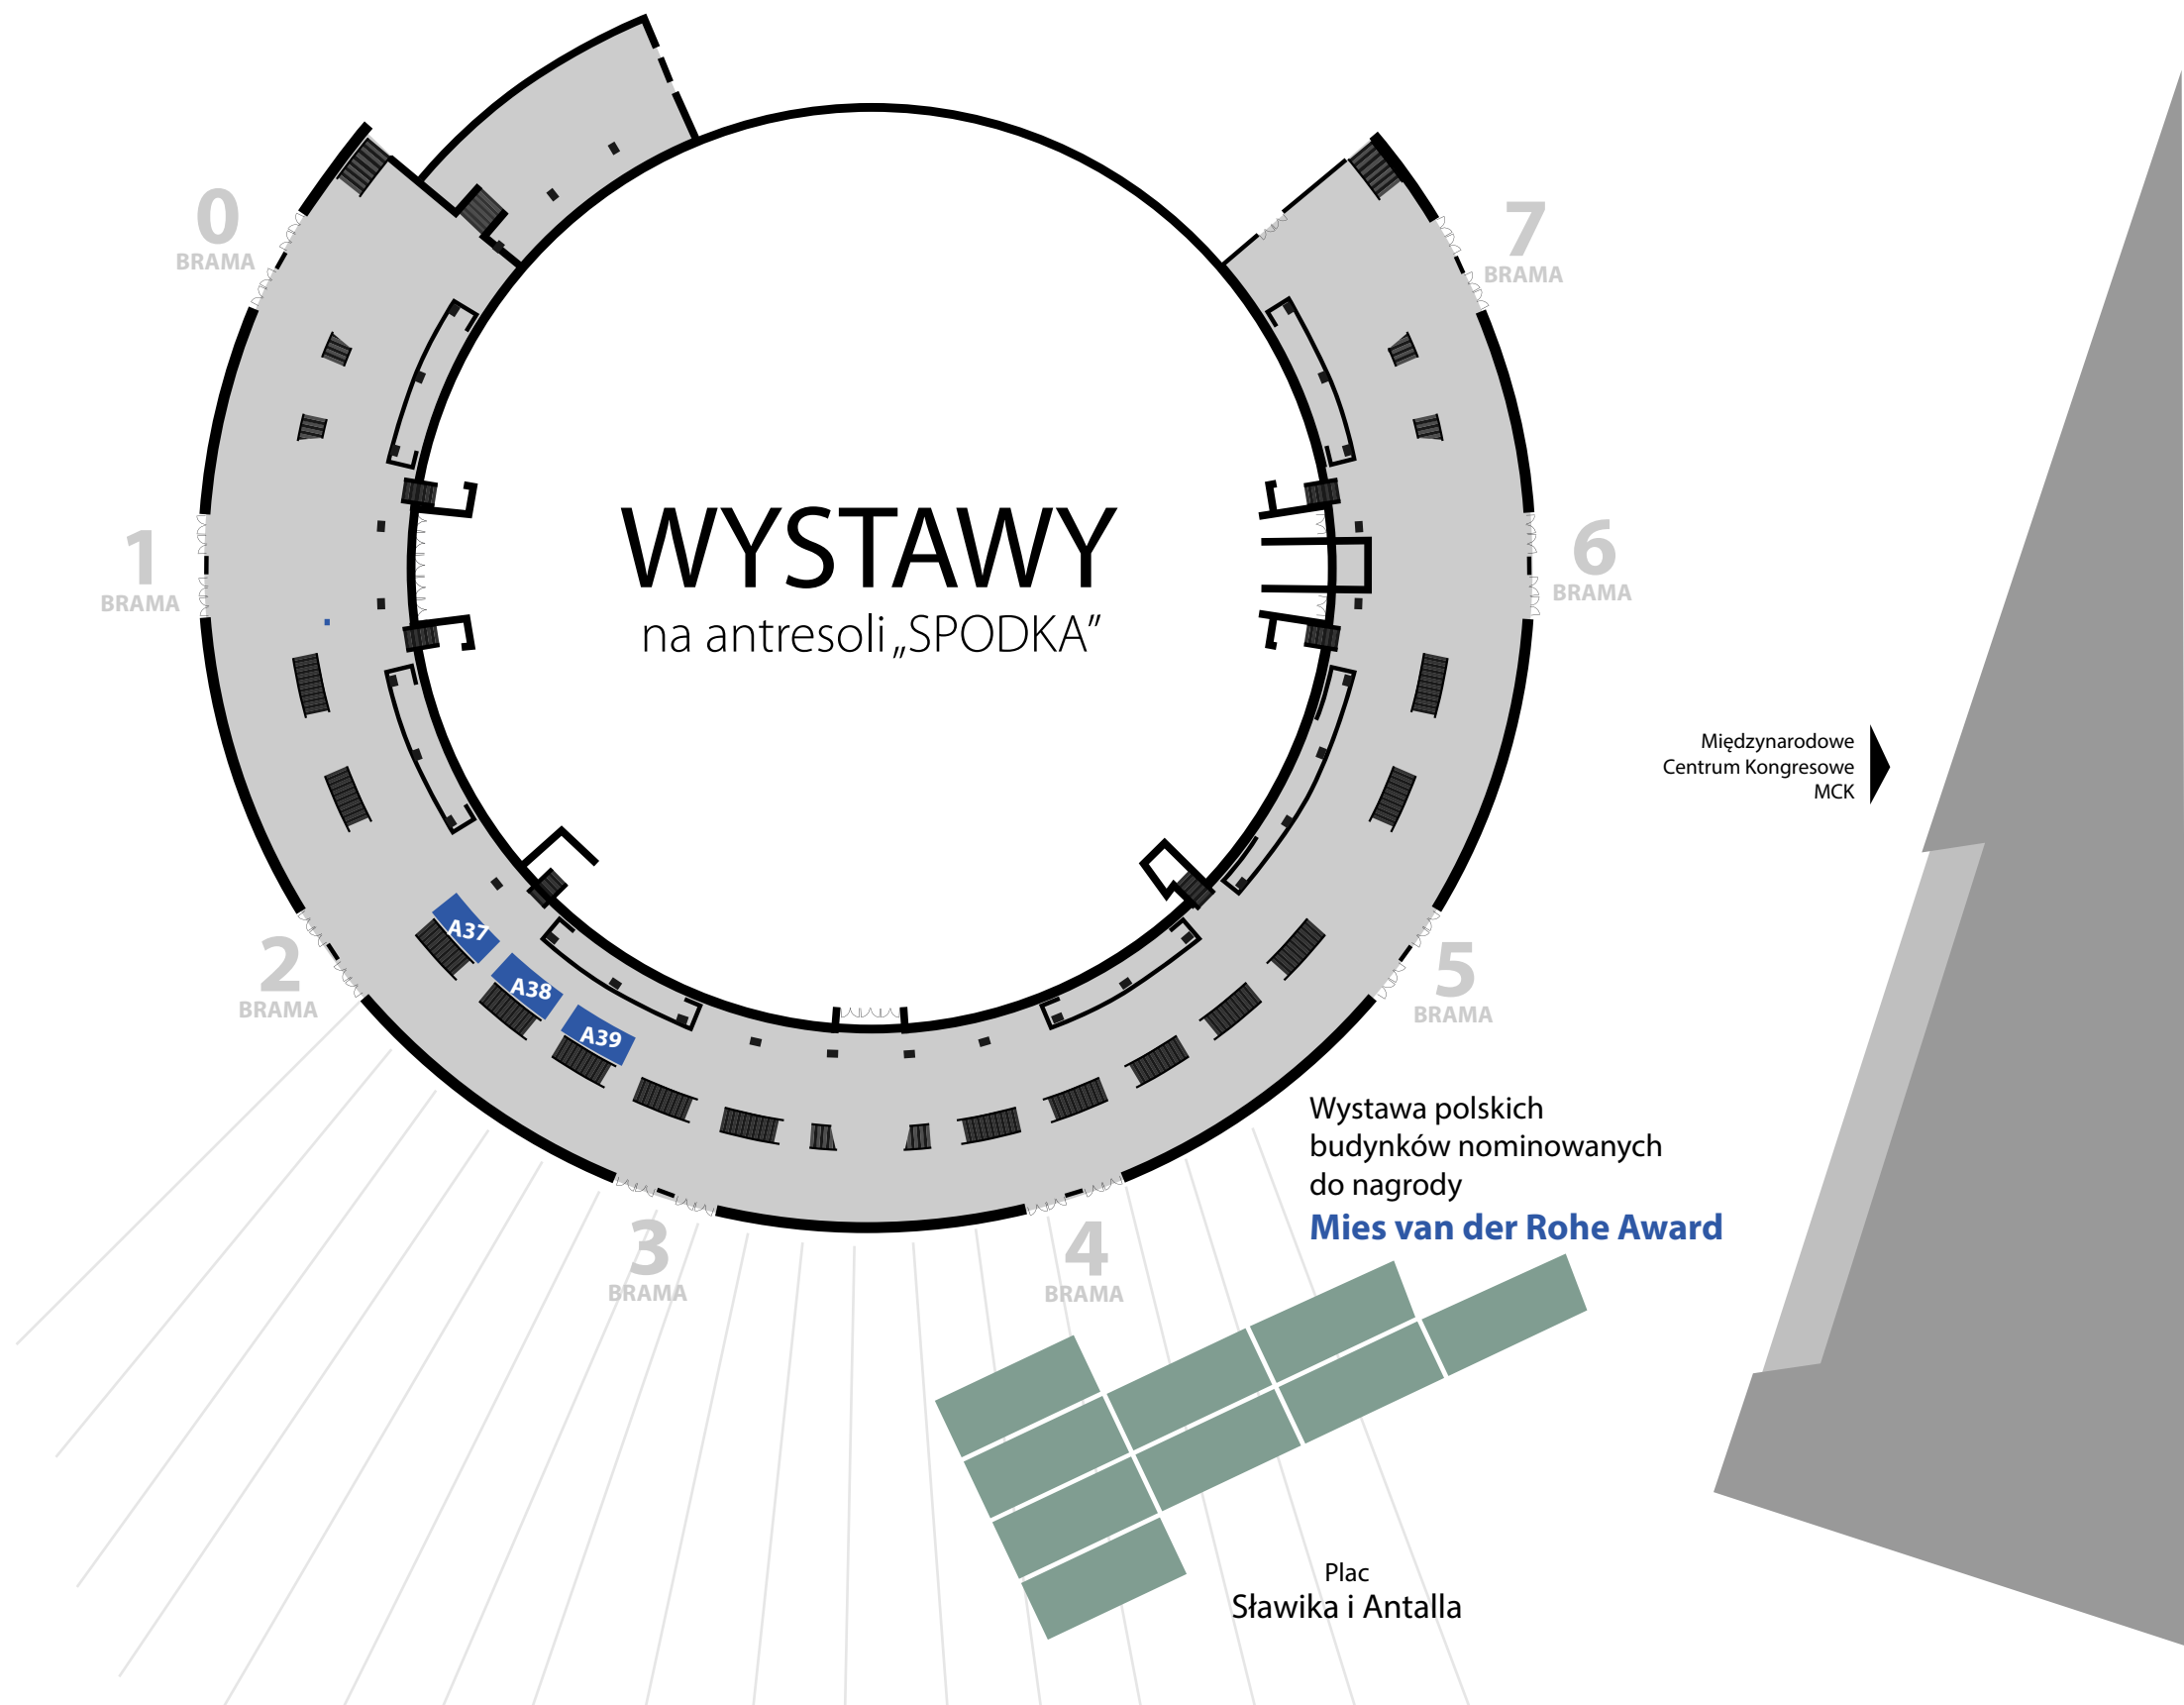 0
BRAMA
7
BRAMA
WYSTAWY
na antresoli „SPODKA”
1
BRAMA
6
BRAMA
Międzynarodowe
Centrum Kongresowe
MCK
A37
A38
A39
2
BRAMA
5
BRAMA
Wystawa polskich
budynków nominowanych
do nagrody
Mies van der Rohe Award
3
BRAMA
4
BRAMA
Plac
Sławika i Antalla